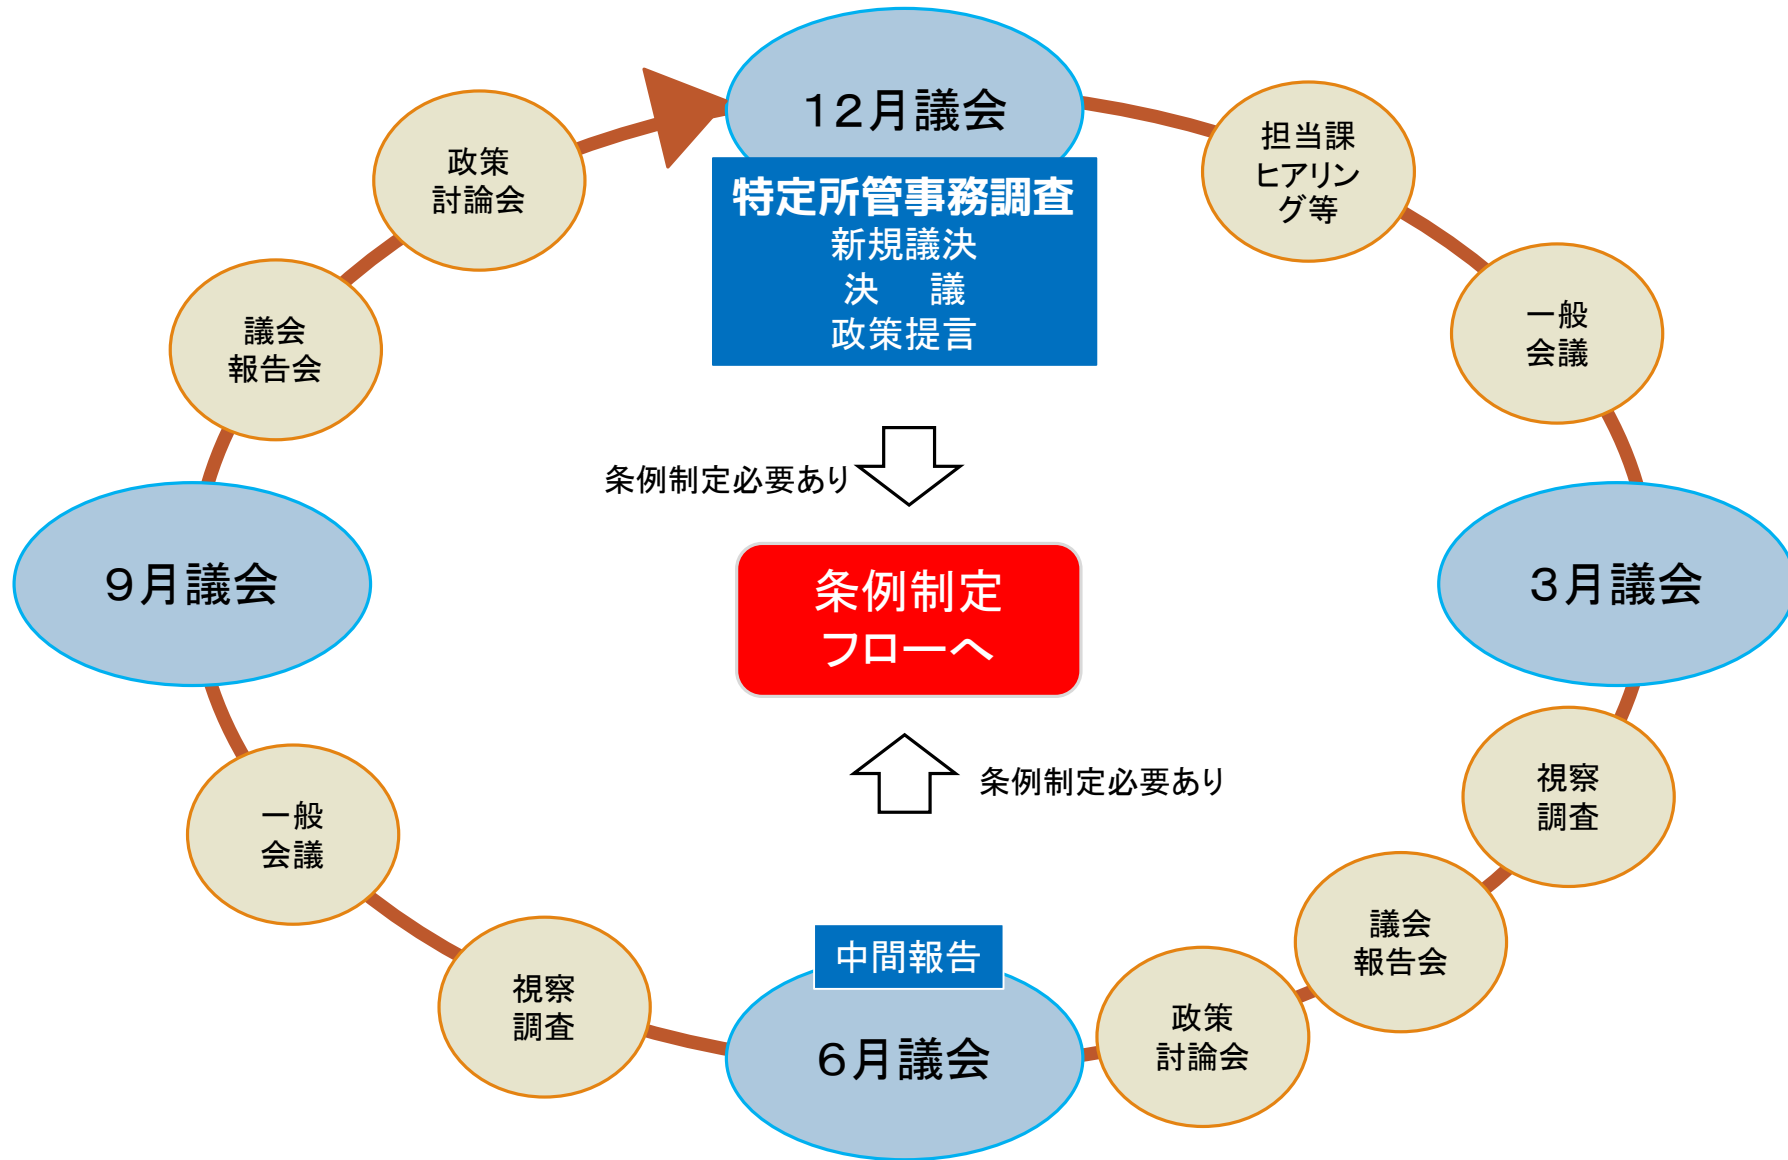 １２月議会
特定所管事務調査
新規議決
決　議
政策提言
担当課
ヒアリン
グ等
一般
会議
３月議会
視察
調査
議会
報告会
政策
討論会
中間報告
６月議会
視察
調査
一般
会議
９月議会
議会
報告会
政策
討論会
条例制定必要あり
条例制定
フローへ
条例制定必要あり